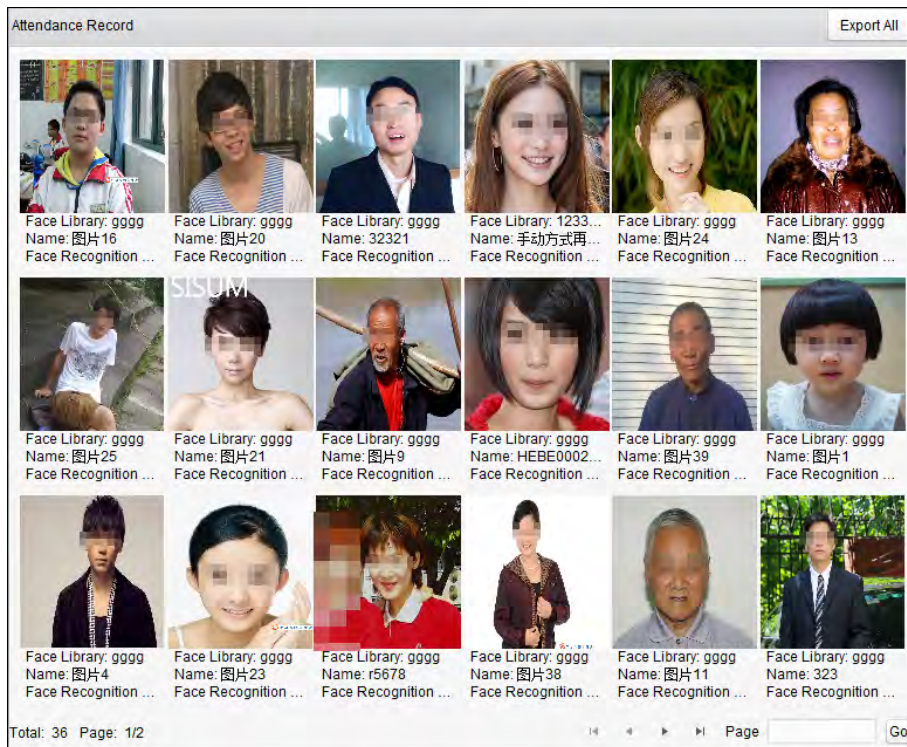 Attendance Record
Export All
Face Library: gggg
Name: 图片16
Face Recognition ...
Face Library: gggg
Name: 图片20
Face Recognition ...
Face Library: gggg
Name: 32321
Face Recognition ...
Face Library: 1233...
Name: 手动方式再...
Face Recognition ...
Face Library: gggg
Name: 图片24
Face Recognition ...
Face Library: gggg
Name: 图片13
Face Recognition ...
SISUM
Face Library: gggg
Name: 图片25
Face Recognition ...
Face Library: gggg
Name: 图片21
Face Recognition ...
Face Library: gggg
Name: 图片9
Face Recognition ...
Face Library: gggg
Name: HEBE0002...
Face Recognition ...
Face Library: gggg
Name: 图片39
Face Recognition ...
Face Library: gggg
Name: 图片1
Face Recognition ...
Face Library: gggg
Name: 图片4
Face Recognition ...
Face Library: gggg
Name: 图片23
Face Recognition ...
Face Library: gggg
Name: r5678
Face Recognition ...
Face Library: gggg
Name: 图片38
Face Recognition ...
Face Library: gggg
Name: 图片11
Face Recognition ...
Face Library: gggg
Name: 323
Face Recognition ...
Total: 36 Page: 1/2
Page
Go